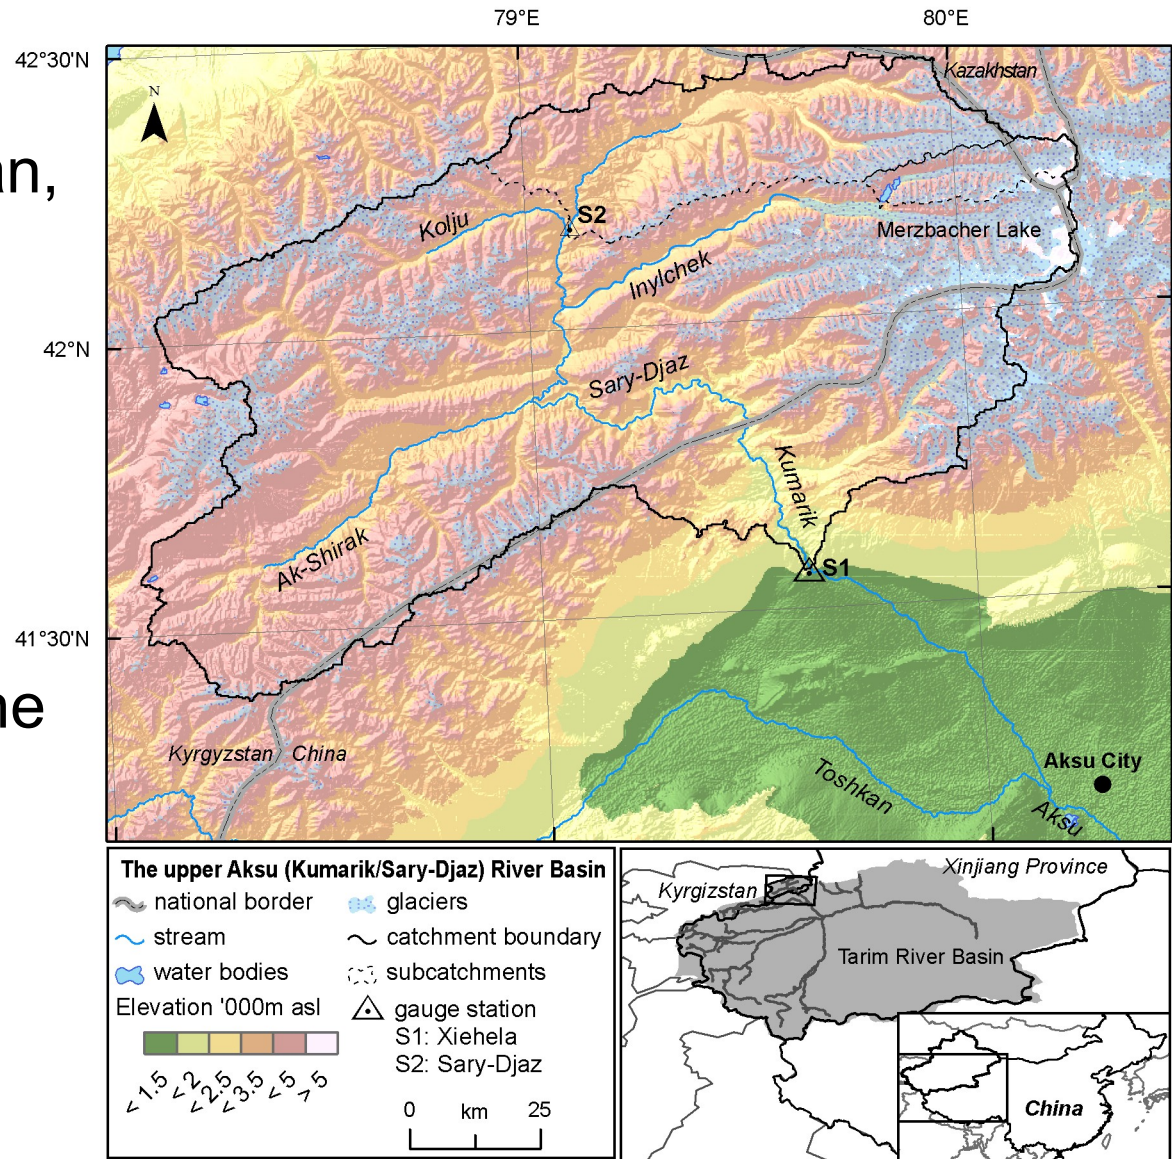 79°E
80°E
42°30'N
Kazakhstan
N
an,
S2
Kolju
Merzbacher Lake
Inylchek
42°N
Sary-Djaz
Kumarik
Ak-Shirak
S1
41°30'N
ne
Kyrgyzstan
China
Aksu City
Toshkan
Aksu
The upper Aksu (Kumarik/Sary-Djaz) River Basin
national border
glaciers
stream
catchment boundary
water bodies
subcatchments
Elevation '000m asl
gauge station
S1: Xiehela
S2: Sary-Djaz
< 1.5
< 2
< 2.5
< 3.5
< 5
> 5
0 km 25
Xinjiang Province
Kyrgizstan
Tarim River Basin
China